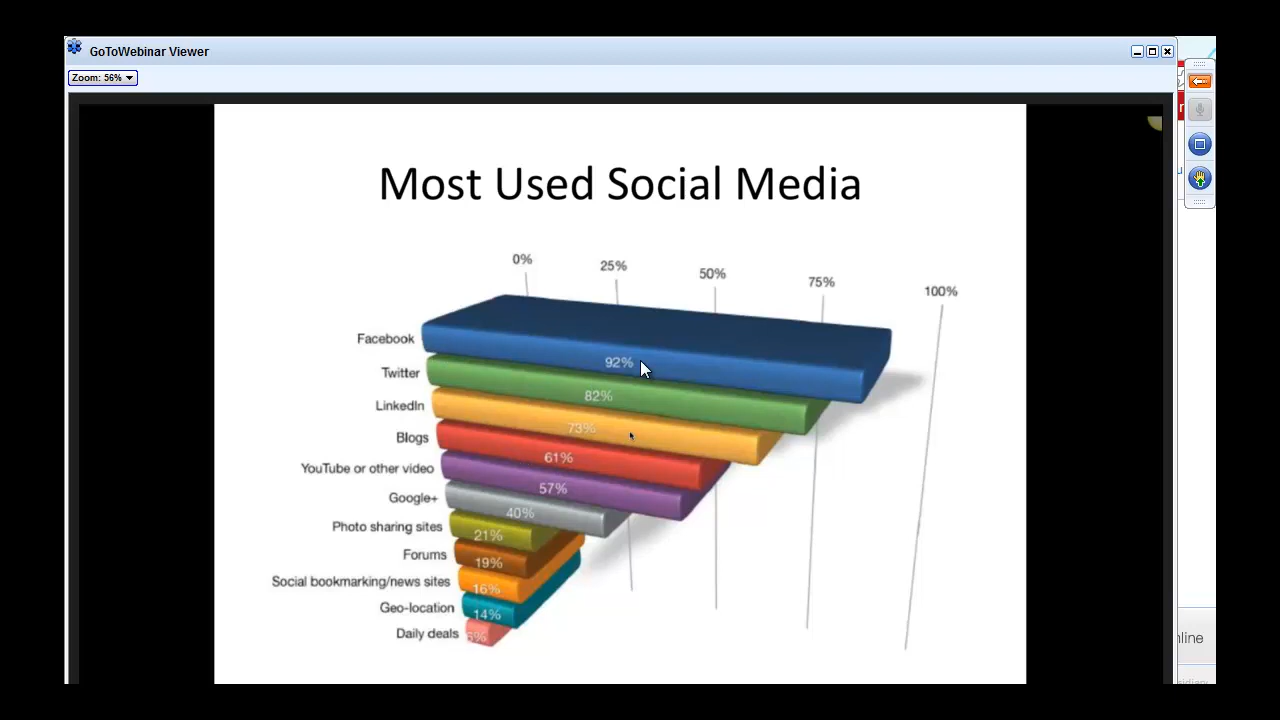 GoToWebinar Viewer
Zoom: 56%
Most Used Social Media
0% 25% 50% 75% 100%
Facebook 92%
Twitter 82%
LinkedIn 73%
Blogs 61%
YouTube or other video 57%
Google+ 40%
Photo sharing sites 21%
Forums 19%
Social bookmarking/news sites 16%
Geo-location 14%
Daily deals